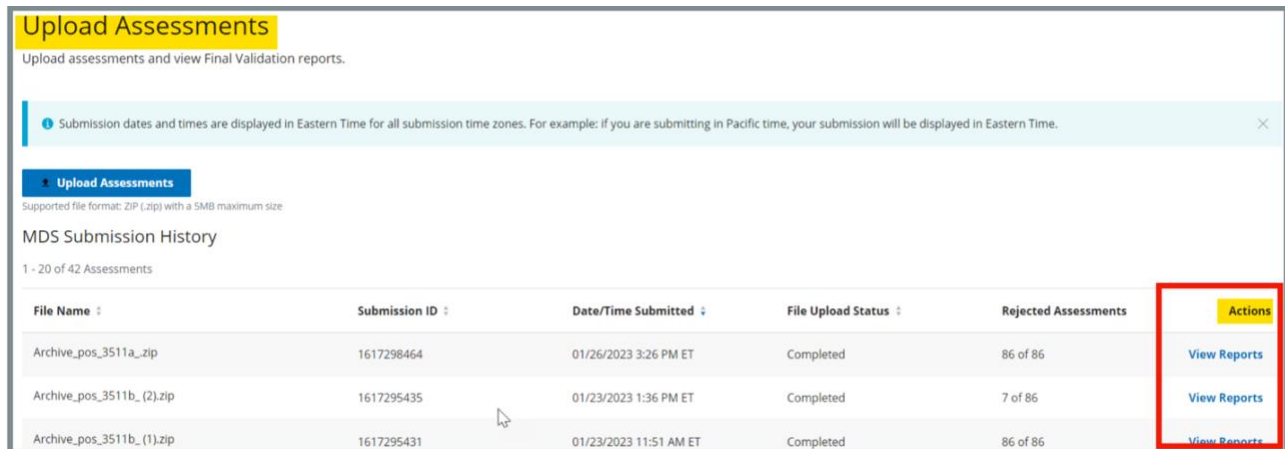 Upload Assessments
Upload assessments and view Final Validation reports.
Submission dates and times are displayed in Eastern Time for all submission time zones. For example: if you are submitting in Pacific time, your submission will be displayed in Eastern Time.
Upload Assessments
Supported file format: ZIP (.zip) with a 5MB maximum size
MDS Submission History
1 - 20 of 42 Assessments
File Name Submission ID Date/Time Submitted File Upload Status Rejected Assessments Actions
Archive_pos_3511a_.zip 1617298464 01/26/2023 3:26 PM ET Completed 86 of 86 View Reports
Archive_pos_3511b_ (2).zip 1617295435 01/23/2023 1:36 PM ET Completed 7 of 86 View Reports
Archive_pos_3511b_ (1).zip 1617295431 01/23/2023 11:51 AM ET Completed 86 of 86 View Reports